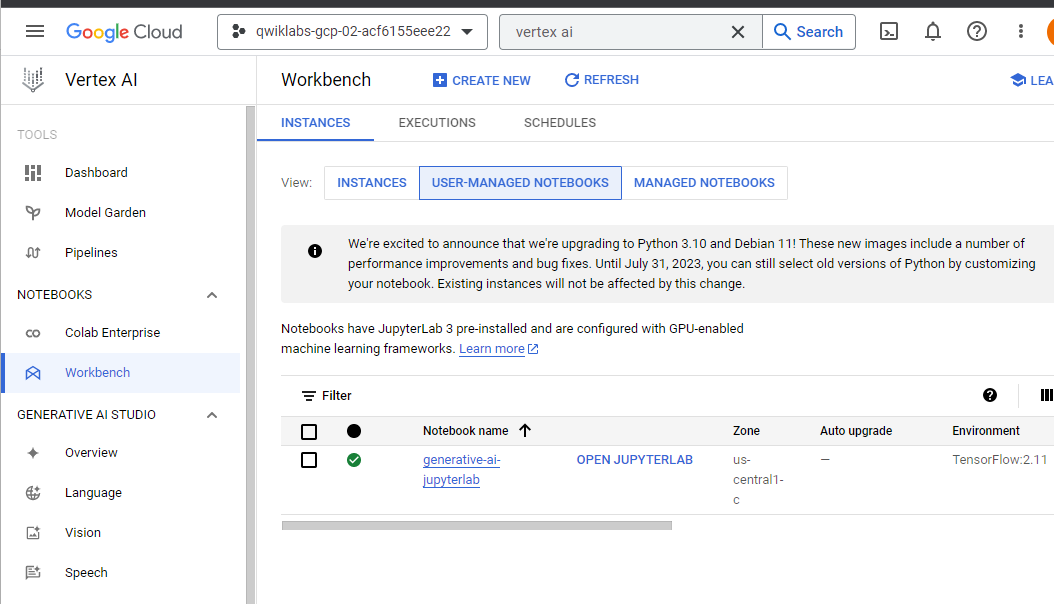 Google Cloud
qwiklabs-gcp-02-acf6155eee22
vertex ai
Search
Vertex AI
Workbench
CREATE NEW
REFRESH
LEA
TOOLS
Dashboard
Model Garden
Pipelines
NOTEBOOKS
Colab Enterprise
Workbench
GENERATIVE AI STUDIO
Overview
Language
Vision
Speech
INSTANCES
EXECUTIONS
SCHEDULES
View:
INSTANCES
USER-MANAGED NOTEBOOKS
MANAGED NOTEBOOKS
We're excited to announce that we're upgrading to Python 3.10 and Debian 11! These new images include a number of
performance improvements and bug fixes. Until July 31, 2023, you can still select old versions of Python by customizing
your notebook. Existing instances will not be affected by this change.
Notebooks have JupyterLab 3 pre-installed and are configured with GPU-enabled
machine learning frameworks. Learn more
Filter
Notebook name
Zone
Auto upgrade
Environment
generative-ai-
jupyterlab
OPEN JUPYTERLAB
us-
central1-
c
—
TensorFlow:2.11